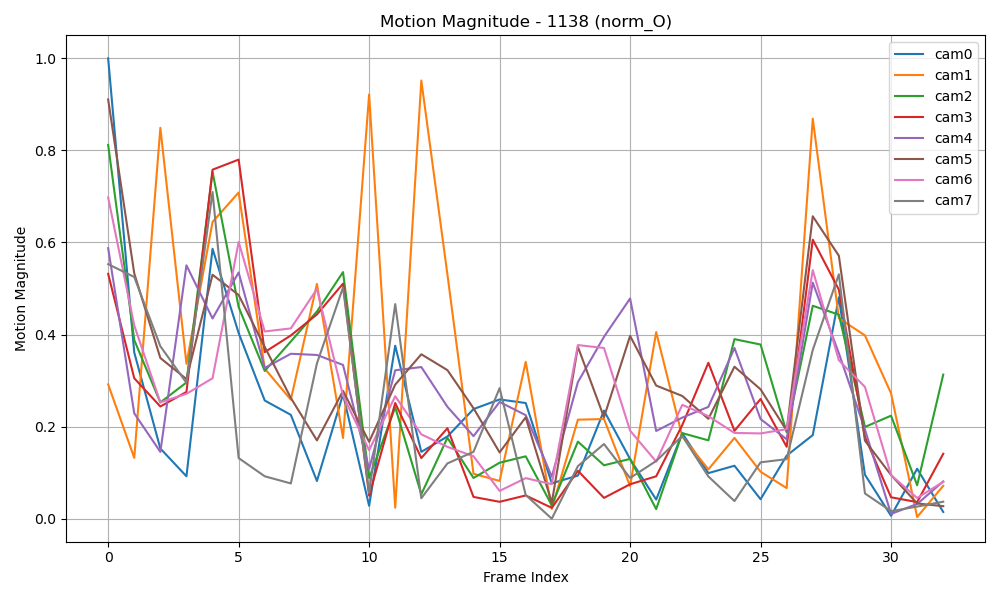 Motion Magnitude - 1138 (norm_O)
1.0
0.8
0.6
0.4
0.2
0.0
Motion Magnitude
0
5
10
15
20
25
30
Frame Index
cam0
cam1
cam2
cam3
cam4
cam5
cam6
cam7